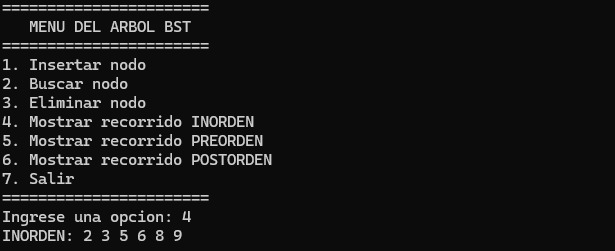 =======================
   MENU DEL ARBOL BST
=======================
1. Insertar nodo
2. Buscar nodo
3. Eliminar nodo
4. Mostrar recorrido INORDEN
5. Mostrar recorrido PREORDEN
6. Mostrar recorrido POSTORDEN
7. Salir
=======================
Ingrese una opcion: 4
INORDEN: 2 3 5 6 8 9